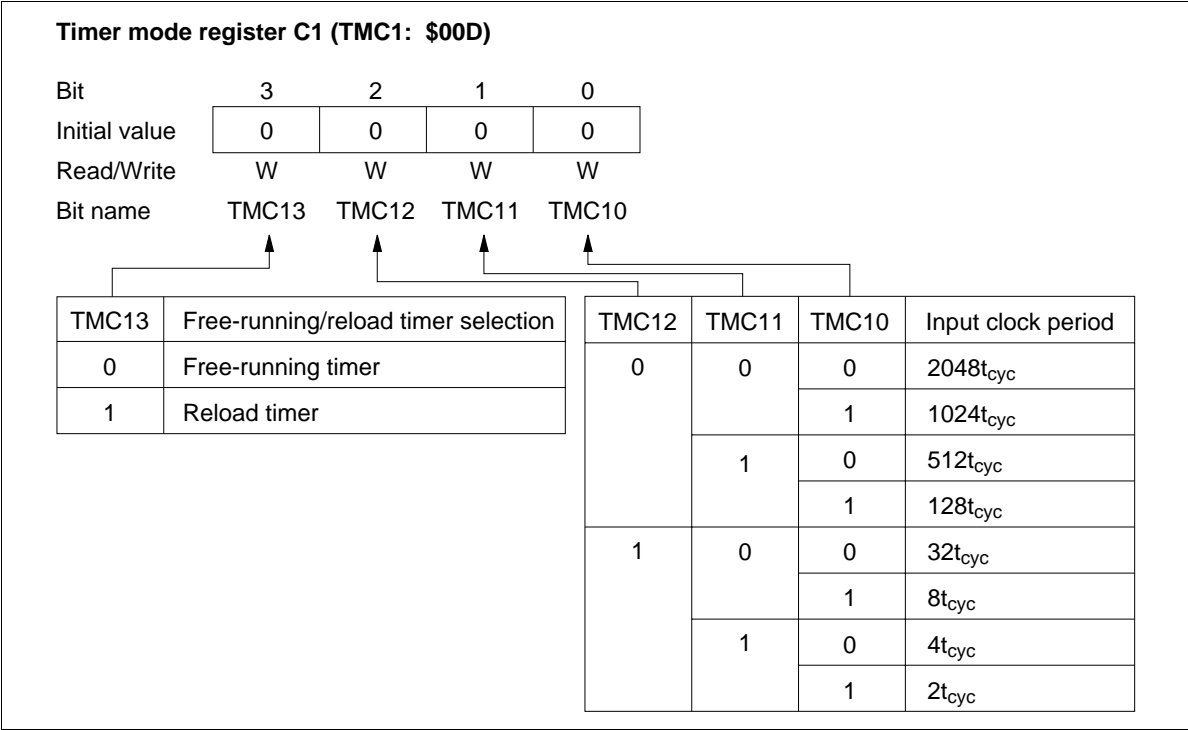 Timer mode register C1 (TMC1: $00D)
Bit 3 2 1 0
Initial value 0 0 0 0
Read/Write W W W W
Bit name TMC13 TMC12 TMC11 TMC10
TMC13 Free-running/reload timer selection
0 Free-running timer
1 Reload timer
TMC12 TMC11 TMC10 Input clock period
0 0 0 2048tcyc
1 1024tcyc
1 0 512tcyc
1 128tcyc
1 0 0 32tcyc
1 8tcyc
1 0 4tcyc
1 2tcyc